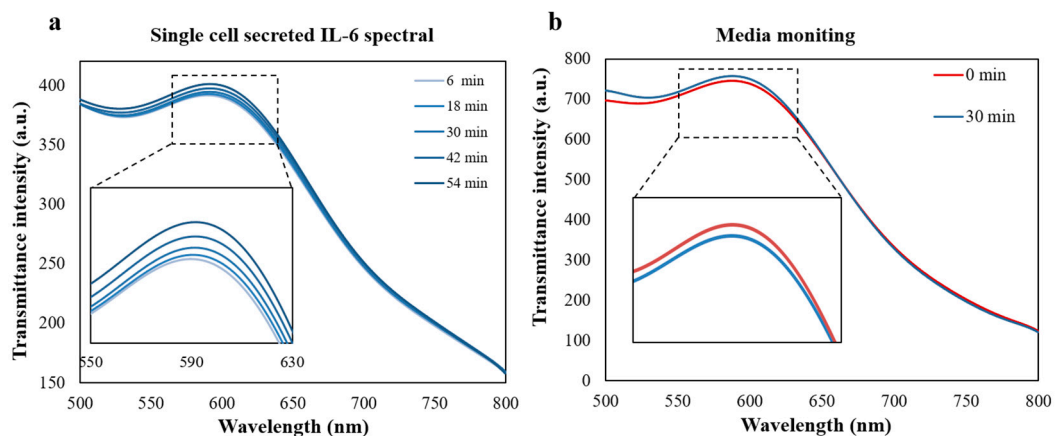 a
Single cell secreted IL-6 spectral
Transmittance intensity (a.u.)
400
350
300
250
200
150
6 min
18 min
30 min
42 min
54 min
550
590
630
500
550
600
650
700
750
800
Wavelength (nm)
b
Media moniting
Transmittance intensity (a.u.)
800
700
600
500
400
300
200
100
0
0 min
30 min
500
550
600
650
700
750
800
Wavelength (nm)